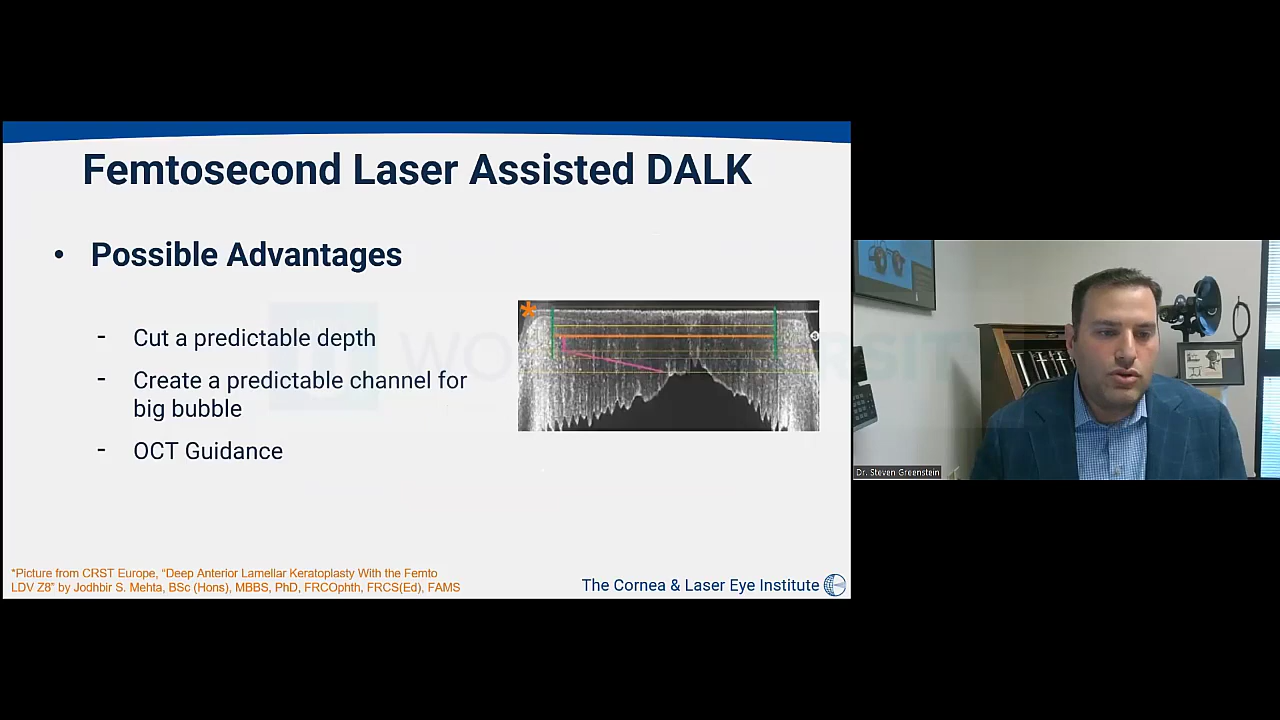 Femtosecond Laser Assisted DALK
• Possible Advantages
- Cut a predictable depth
- Create a predictable channel for
big bubble
- OCT Guidance
*
*Picture from CRST Europe, “Deep Anterior Lamellar Keratoplasty With the Femto
LDV Z8” by Jodhbir S. Mehta, BSc (Hons), MBBS, PhD, FRCOphth, FRCS(Ed), FAMS
The Cornea & Laser Eye Institute
Dr. Steven Greenstein